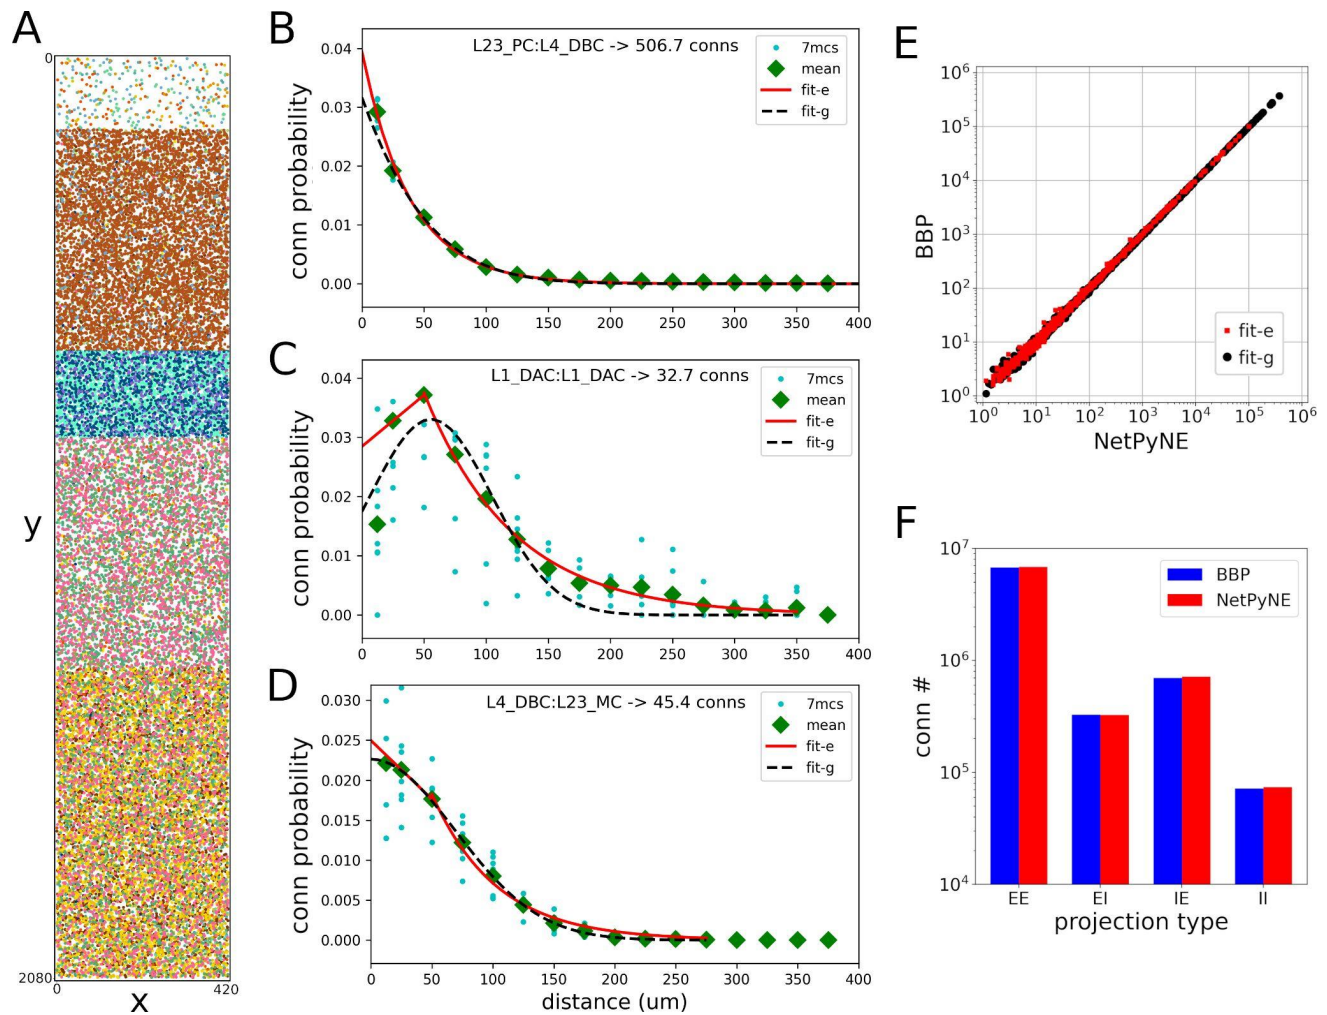 A
0
y
2080
0
420
x
B
L23_PC:L4_DBC -> 506.7 conns
7mcs
mean
fit-e
fit-g
conn probability
0.04
0.03
0.02
0.01
0.00
0 50 100 150 200 250 300 350 400
C
L1_DAC:L1_DAC -> 32.7 conns
7mcs
mean
fit-e
fit-g
conn probability
0.04
0.03
0.02
0.01
0.00
0 50 100 150 200 250 300 350 400
D
L4_DBC:L23_MC -> 45.4 conns
7mcs
mean
fit-e
fit-g
conn probability
0.030
0.025
0.020
0.015
0.010
0.005
0.000
0 50 100 150 200 250 300 350 400
distance (um)
E
BBP
10⁶
10⁵
10⁴
10³
10²
10¹
10⁰
fit-e
fit-g
10⁰ 10¹ 10² 10³ 10⁴ 10⁵ 10⁶
NetPyNE
F
conn #
10⁷
10⁶
10⁵
10⁴
BBP
NetPyNE
EE EI IE II
projection type